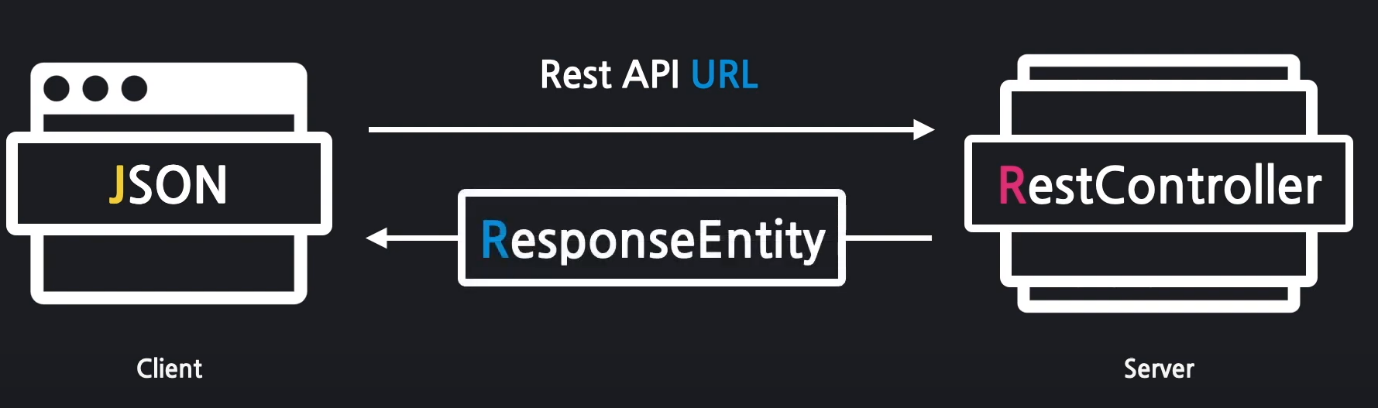 Rest API URL
JSON
RestController
ResponseEntity
Client
Server